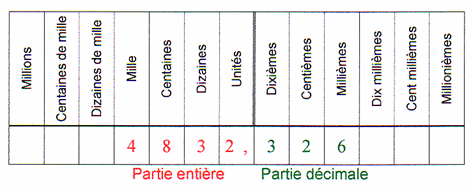 Millions
Centaines de mille
Dizaines de mille
Mille
Centaines
Dizaines
Unités
Dixièmes
Centièmes
Millièmes
Dix millièmes
Cent millièmes
Millionièmes
4 8 3 2 , 3 2 6
Partie entière Partie décimale